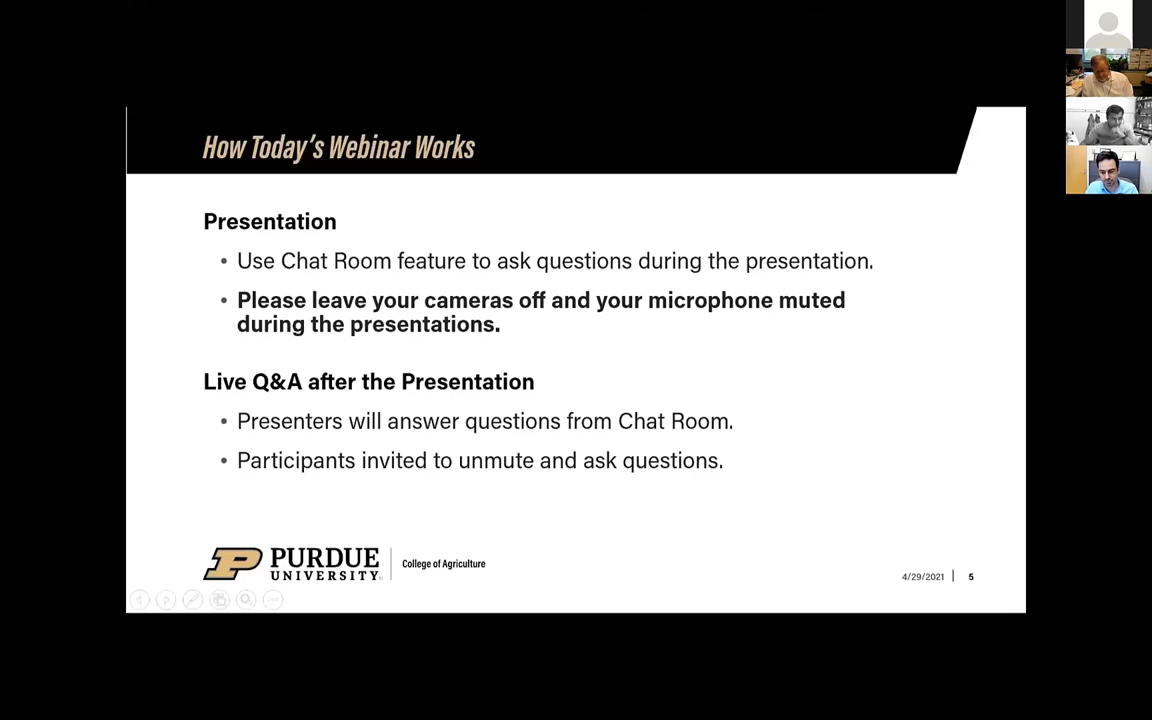 How Today's Webinar Works
Presentation
• Use Chat Room feature to ask questions during the presentation.
• Please leave your cameras off and your microphone muted
during the presentations.
Live Q&A after the Presentation
• Presenters will answer questions from Chat Room.
• Participants invited to unmute and ask questions.
PURDUE
UNIVERSITY
College of Agriculture
4/29/2021 | 5